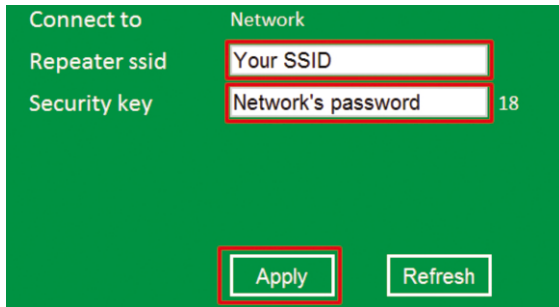 Connect to Network
Repeater ssid Your SSID
Security key Network's password 18
Apply Refresh